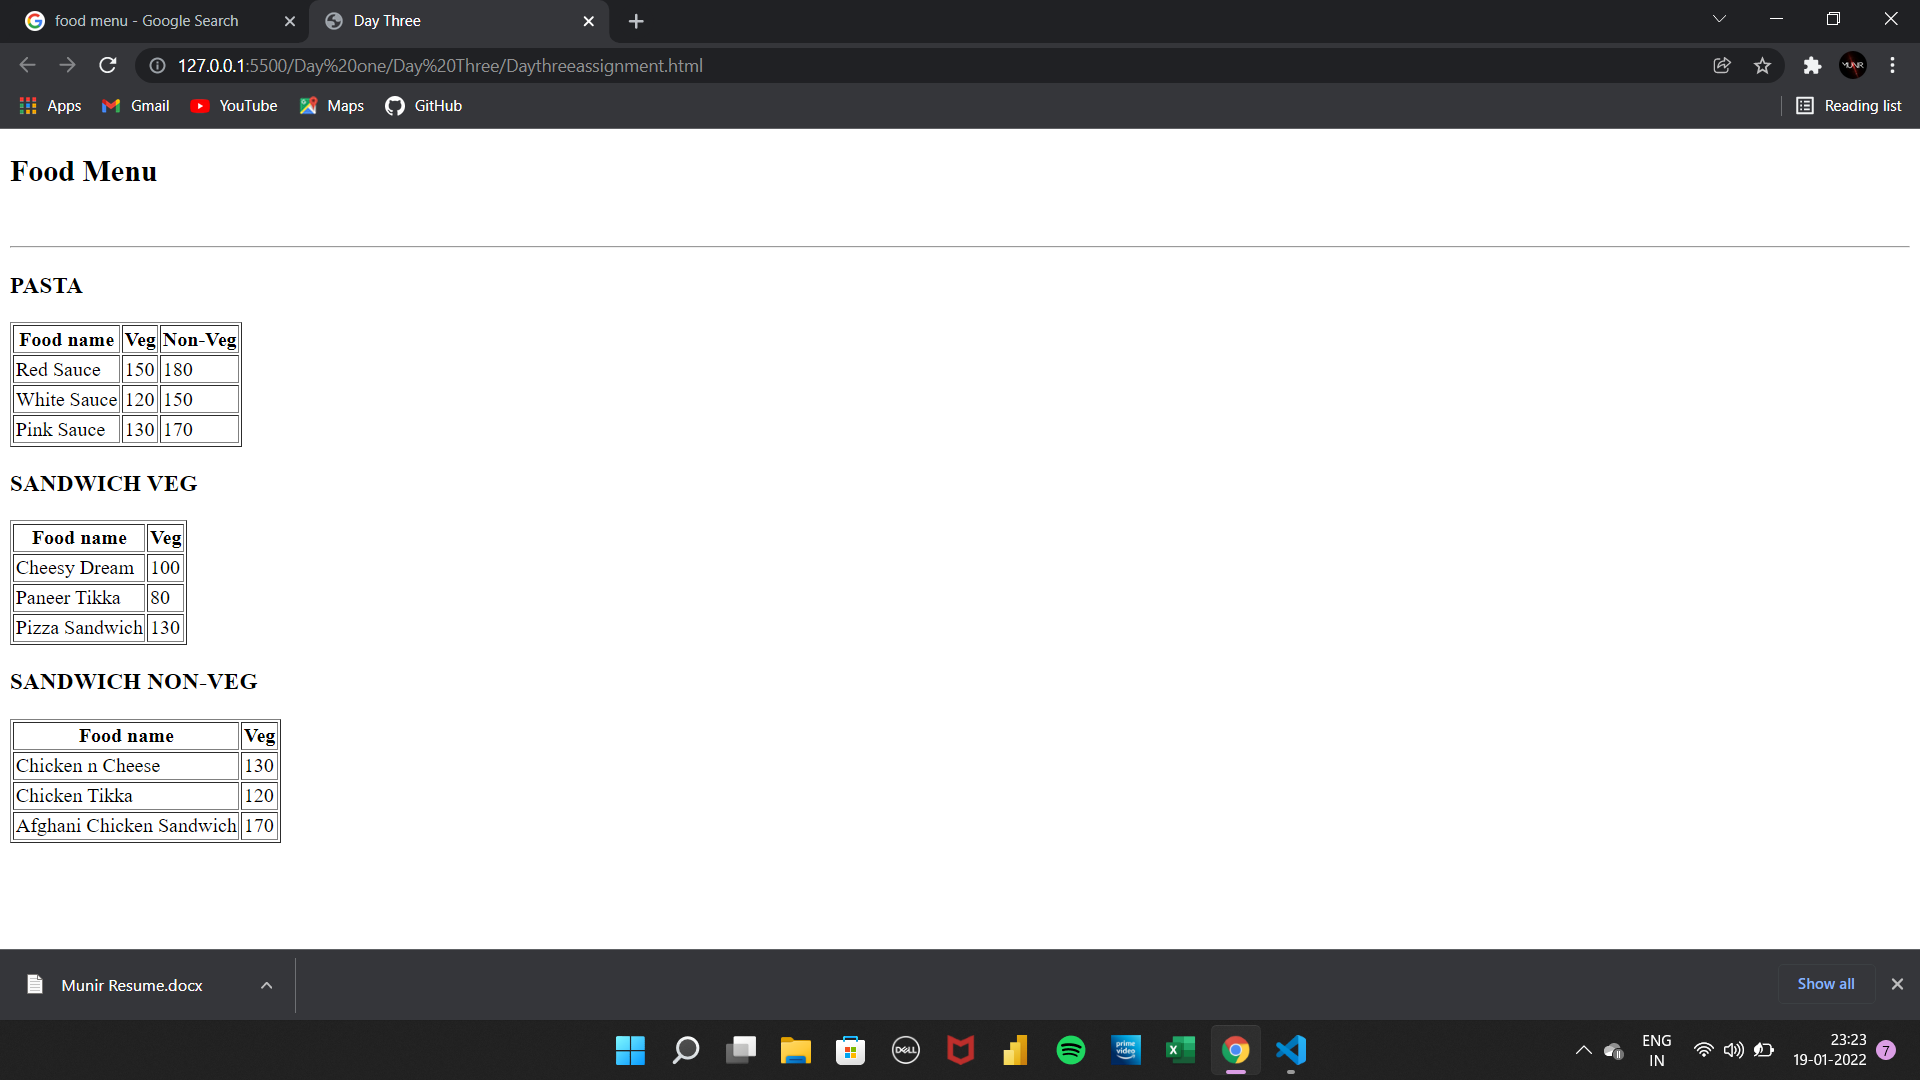 food menu - Google Search
Day Three
127.0.0.1:5500/Day%20one/Day%20Three/Daythreeassignment.html
MUNIR
Apps Gmail YouTube Maps GitHub Reading list
Food Menu
PASTA
Food name Veg Non-Veg
Red Sauce 150 180
White Sauce 120 150
Pink Sauce 130 170
SANDWICH VEG
Food name Veg
Cheesy Dream 100
Paneer Tikka 80
Pizza Sandwich 130
SANDWICH NON-VEG
Food name Veg
Chicken n Cheese 130
Chicken Tikka 120
Afghani Chicken Sandwich 170
Munir Resume.docx
Show all
DELL
prime video
ENG
IN
23:23
19-01-2022
7